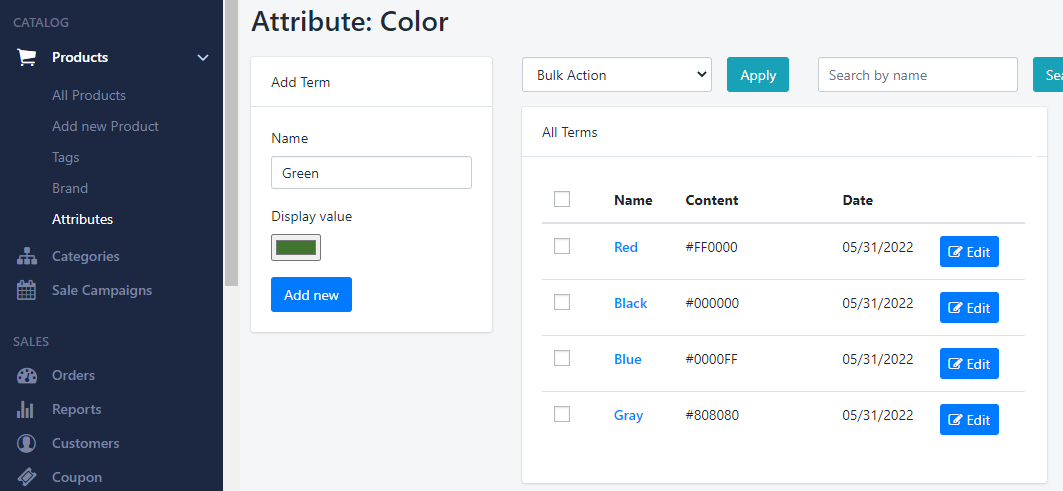 CATALOG
Products
All Products
Add new Product
Tags
Brand
Attributes
Categories
Sale Campaigns
SALES
Orders
Reports
Customers
Coupon
Attribute: Color
Add Term
Name
Green
Display value
Add new
Bulk Action
Apply
Search by name
Sea
All Terms
Name Content Date
Red #FF0000 05/31/2022 Edit
Black #000000 05/31/2022 Edit
Blue #0000FF 05/31/2022 Edit
Gray #808080 05/31/2022 Edit